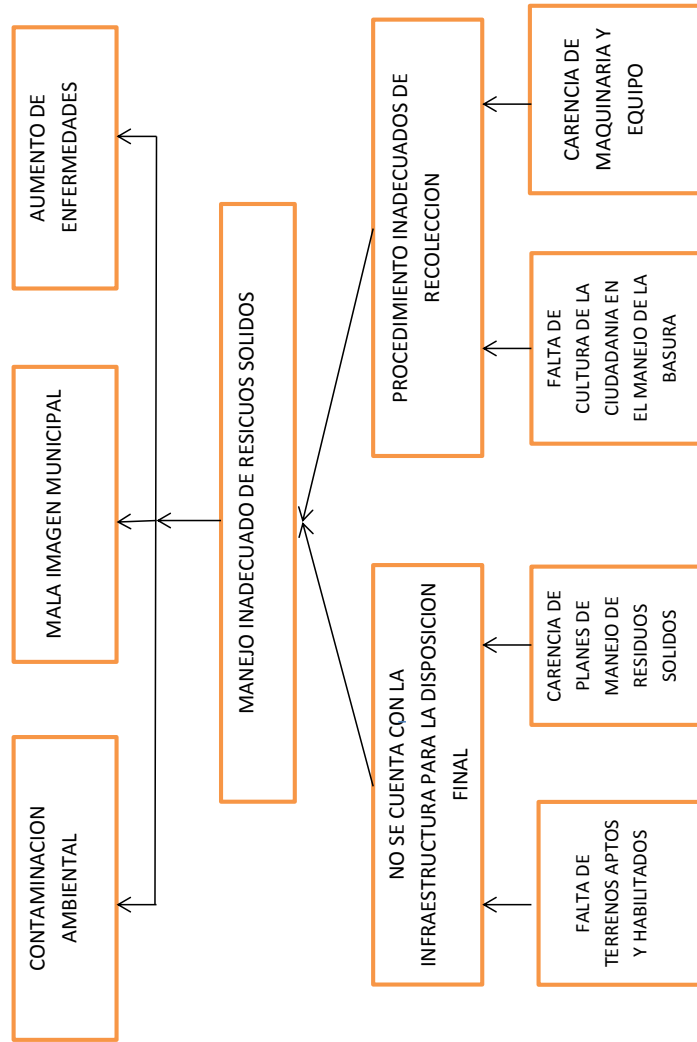 CONTAMINACION
AMBIENTAL
MALA IMAGEN MUNICIPAL
AUMENTO DE
ENFERMEDADES
MANEJO INADECUADO DE RESICUOS SOLIDOS
NO SE CUENTA CON LA
INFRAESTRUCTURA PARA LA DISPOSICION
FINAL
PROCEDIMIENTO INADECUADOS DE
RECOLECCION
FALTA DE
TERRENOS APTOS
Y HABILITADOS
CARENCIA DE
PLANES DE
MANEJO DE
RESIDUOS
SOLIDOS
FALTA DE
CULTURA DE LA
CIUDADANIA EN
EL MANEJO DE LA
BASURA
CARENCIA DE
MAQUINARIA Y
EQUIPO